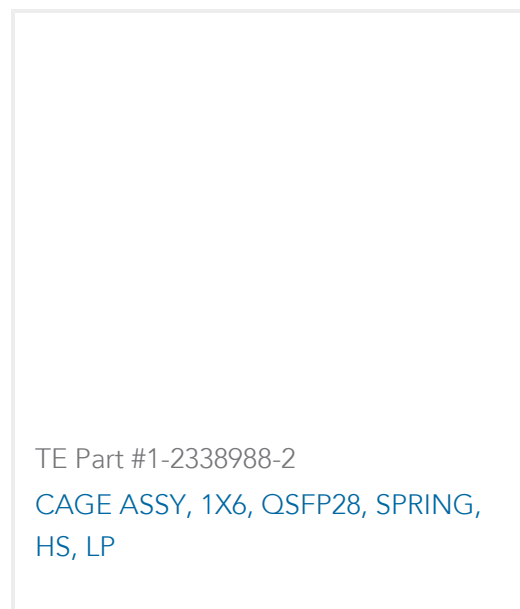 TE Part #1-2338988-2
CAGE ASSY, 1X6, QSFP28, SPRING,
HS, LP